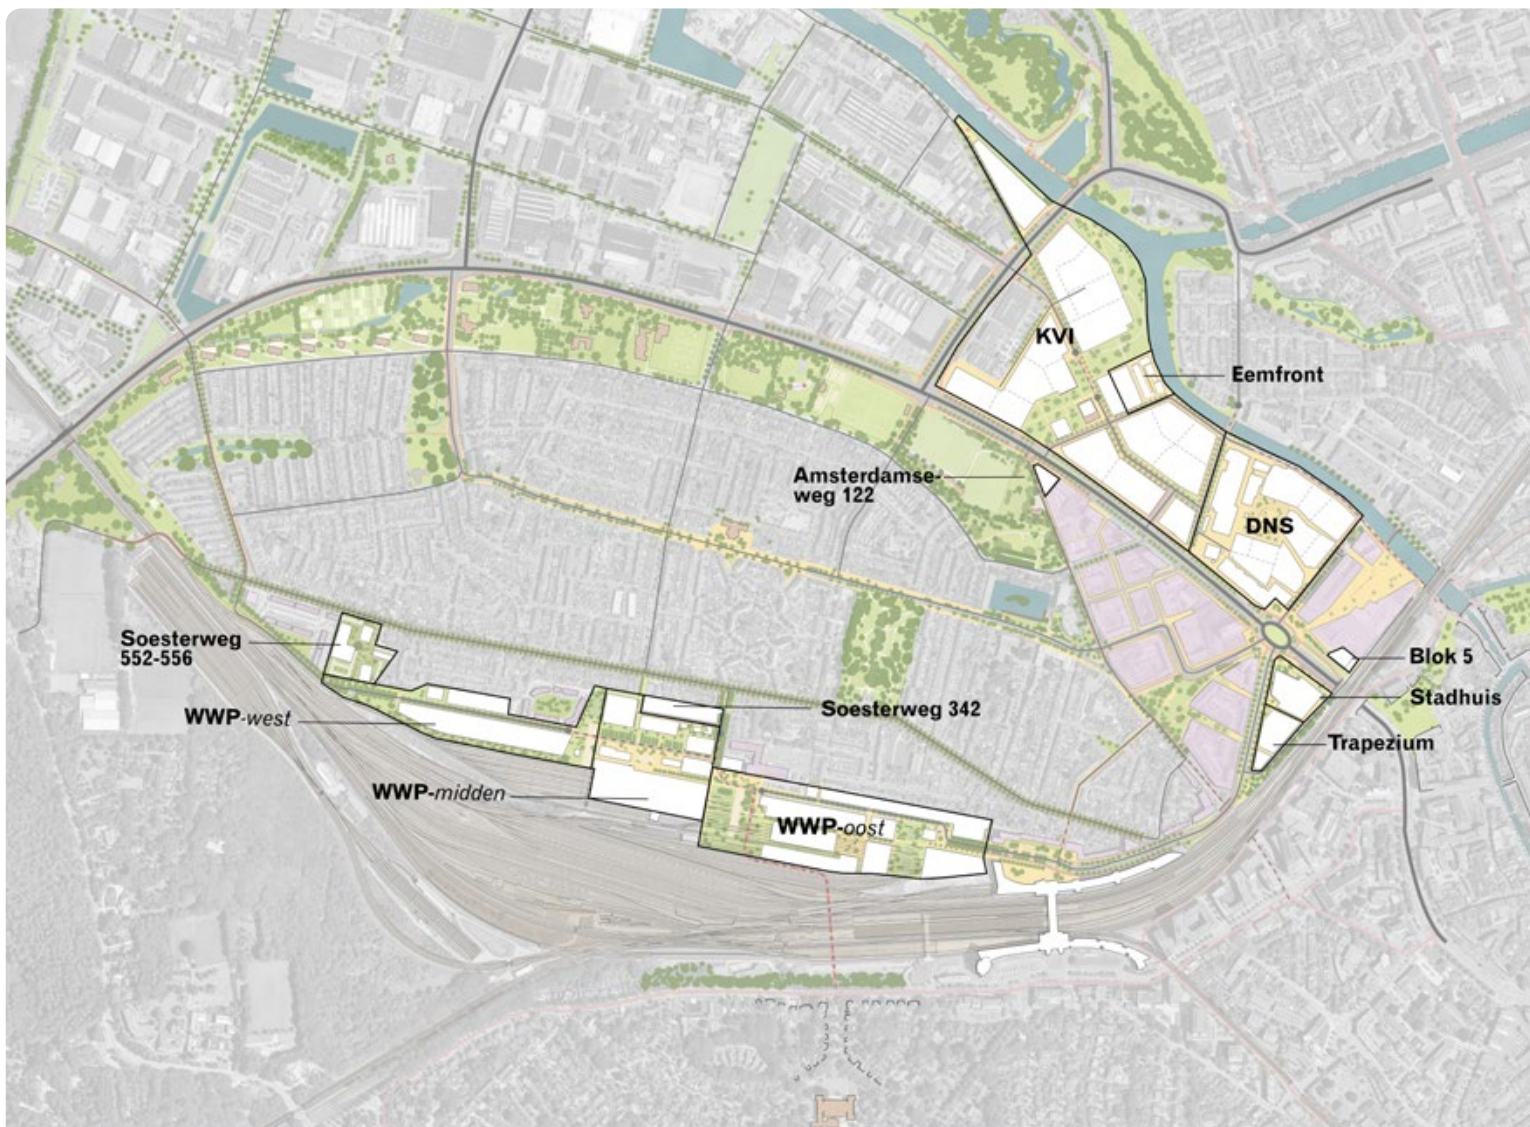 KVI
Eemfront
Amsterdamse-
weg 122
DNS
Soesterweg
552-556
Blok 5
Stadhuis
WWP-west
Soesterweg 342
Trapezium
WWP-midden
WWP-oost